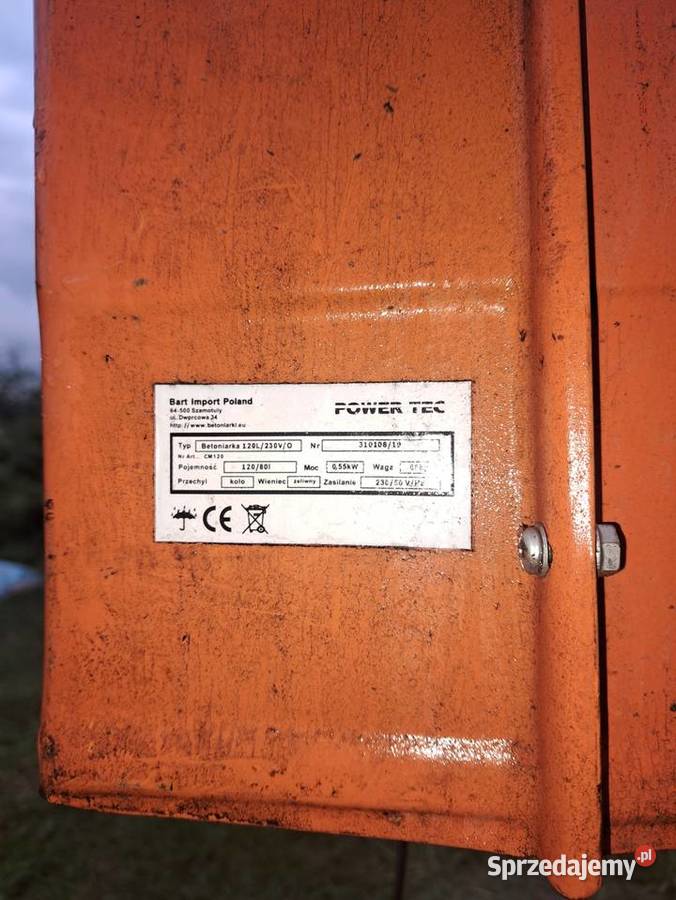 Bart Import Poland
64-500 Szamotuły
ul. Dworcowa 34
http://www.betoniarki.eu
POWER TEC
Typ Betoniarka 120L/230V/O Nr 310108/19
Nr Art.. CM120
Pojemność 120/80l Moc 0,55kW Waga
Przechył koło Wieniec żeliwny Zasilanie 230/50 V/Hz
CE
Sprzedajemy.pl